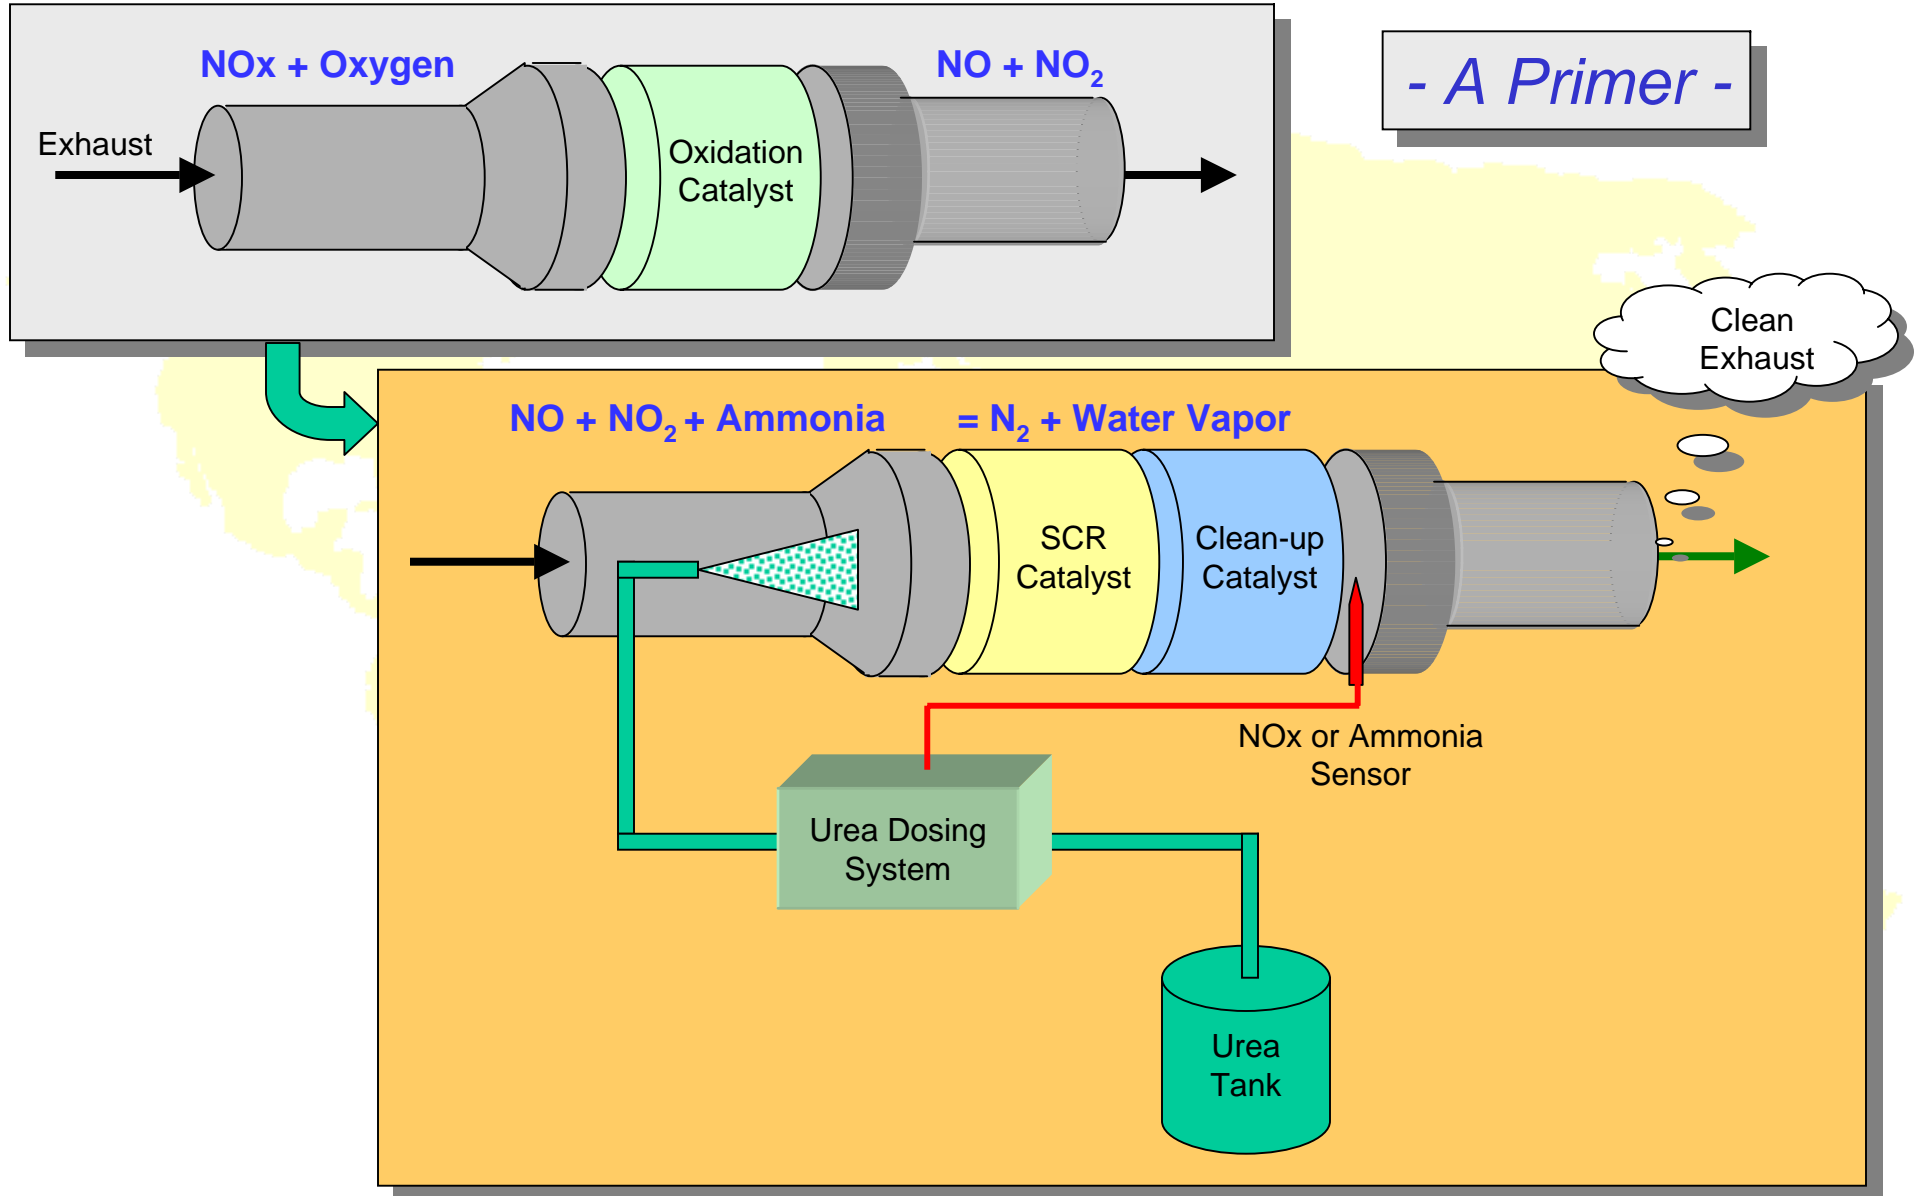 - A Primer -
NOx + Oxygen
NO + NO₂
Exhaust
Oxidation
Catalyst
Clean
Exhaust
NO + NO₂ + Ammonia = N₂ + Water Vapor
SCR
Catalyst
Clean-up
Catalyst
NOx or Ammonia
Sensor
Urea Dosing
System
Urea
Tank